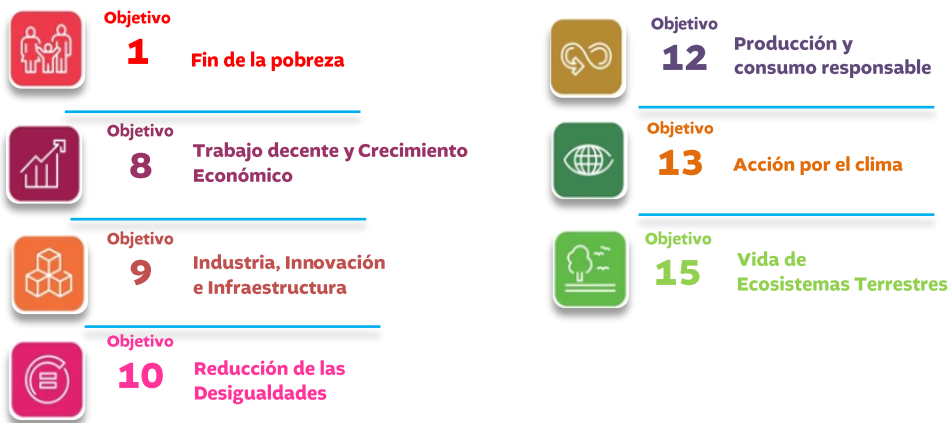 Objetivo
1
Fin de la pobreza
Objetivo
8
Trabajo decente y Crecimiento
Económico
Objetivo
9
Industria, Innovación
e Infraestructura
Objetivo
10
Reducción de las
Desigualdades
Objetivo
12
Producción y
consumo responsable
Objetivo
13
Acción por el clima
Objetivo
15
Vida de
Ecosistemas Terrestres